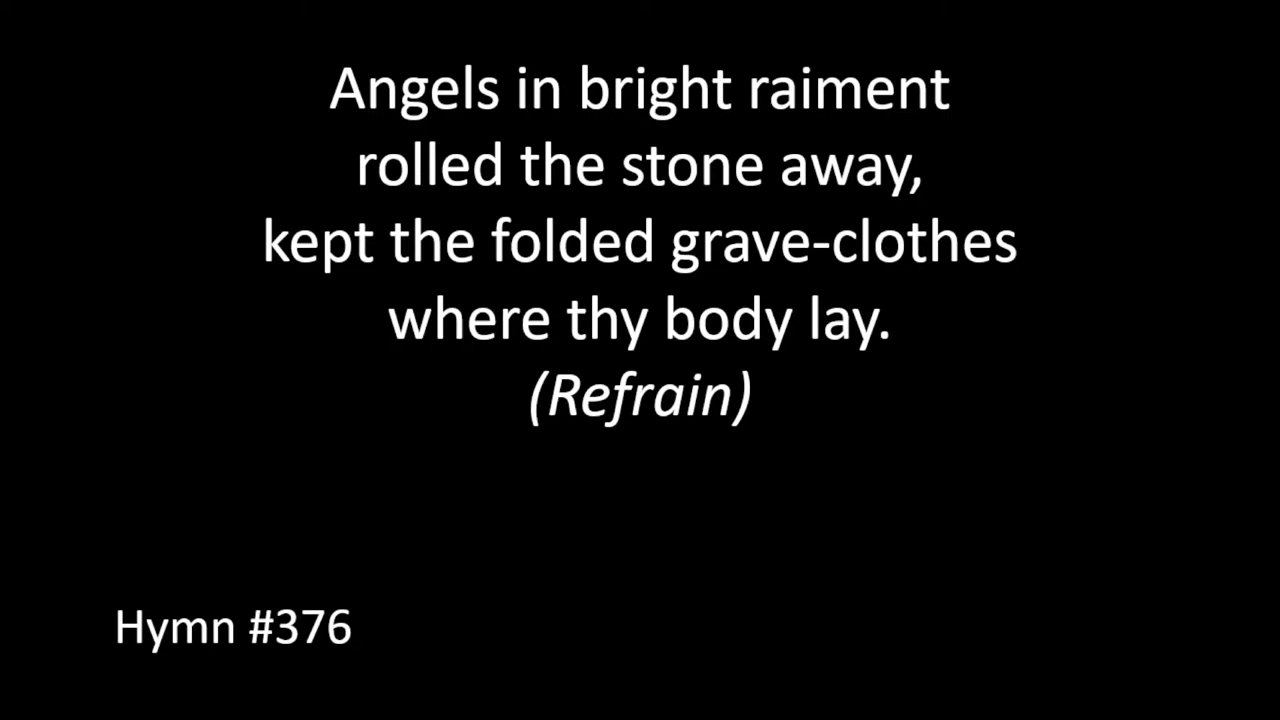 Angels in bright raiment
rolled the stone away,
kept the folded grave-clothes
where thy body lay.
(Refrain)
Hymn #376